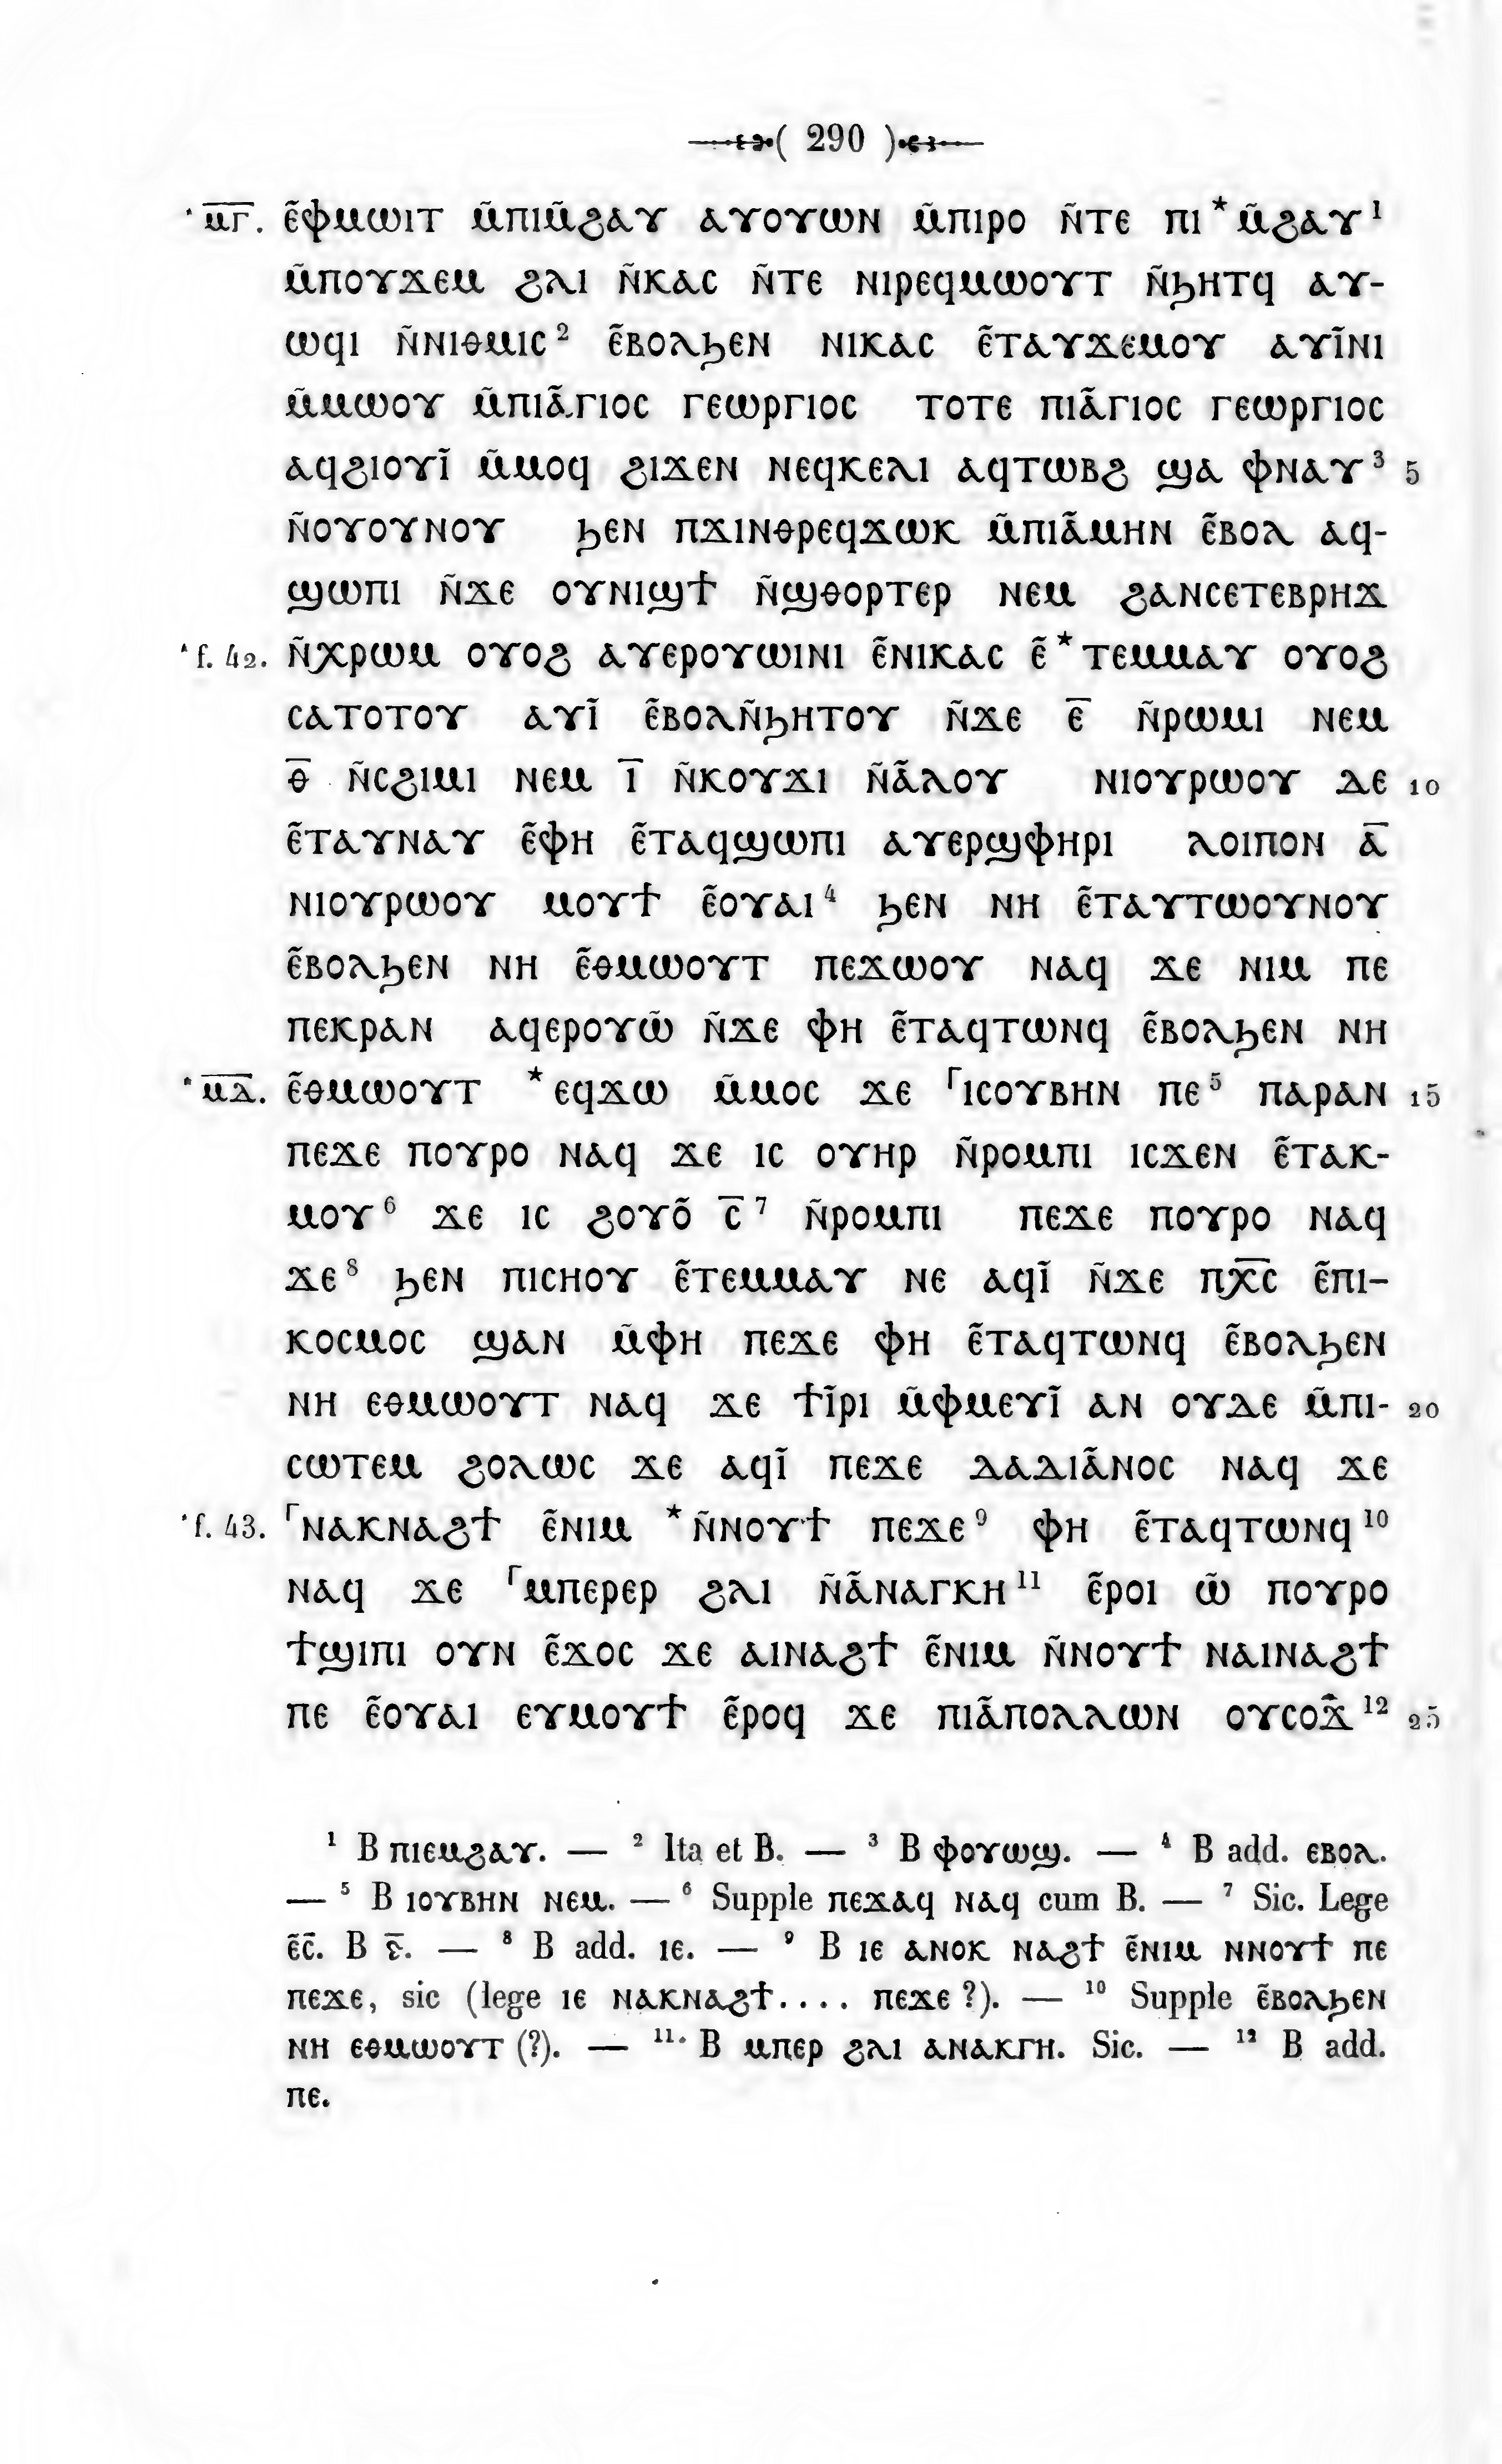 ( 290 )
* ⲙ̅ⲅ̅. ⲉ̃ⲫⲙⲱⲓⲧ ⲙ̃ⲡⲓⲙ̃ϩⲁⲩ ⲁⲩⲟⲩⲱⲛ ⲙ̃ⲡⲓⲣⲟ ⲛ̃ⲧⲉ ⲡⲓ*ⲙ̃ϩⲁⲩ¹
ⲙ̃ⲡⲟⲩϫⲉⲙ ϩⲗⲓ ⲛ̃ⲕⲁⲥ ⲛ̃ⲧⲉ ⲛⲓⲣⲉϥⲙⲱⲟⲩⲧ ⲛ̃ϧⲏⲧϥ ⲁⲩ-
ⲱϥⲓ ⲛ̃ⲛⲓⲑⲙⲓⲥ² ⲉ̃ⲃⲟⲗϧⲉⲛ ⲛⲓⲕⲁⲥ ⲉ̃ⲧⲁⲩϫⲉⲙⲟⲩ ⲁⲩⲓ̃ⲛⲓ
ⲙ̃ⲙⲱⲟⲩ ⲙ̃ⲡⲓⲁ̃ⲅⲓⲟⲥ ⲅⲉⲱⲣⲅⲓⲟⲥ ⲧⲟⲧⲉ ⲡⲓⲁ̃ⲅⲓⲟⲥ ⲅⲉⲱⲣⲅⲓⲟⲥ
ⲁϥϩⲓⲟⲩⲓ̃ ⲙ̃ⲙⲟϥ ϩⲓϫⲉⲛ ⲛⲉϥⲕⲉⲗⲓ ⲁϥⲧⲱⲃϩ ϣⲁ ⲫⲛⲁⲩ³ 5
ⲛ̃ⲟⲩⲟⲩⲛⲟⲩ ϧⲉⲛ ⲡϫⲓⲛⲑⲣⲉϥϫⲱⲕ ⲙ̃ⲡⲓⲁ̃ⲙⲏⲛ ⲉ̃ⲃⲟⲗ ⲁϥ-
ϣⲱⲡⲓ ⲛ̃ϫⲉ ⲟⲩⲛⲓϣϯ ⲛ̃ϣⲑⲟⲣⲧⲉⲣ ⲛⲉⲙ ϩⲁⲛⲥⲉⲧⲉⲃⲣⲏϫ
* f. 42. ⲛ̃ⲭⲣⲱⲙ ⲟⲩⲟϩ ⲁⲩⲉⲣⲟⲩⲱⲓⲛⲓ ⲉ̃ⲛⲓⲕⲁⲥ ⲉ̃*ⲧⲉⲙⲙⲁⲩ ⲟⲩⲟϩ
ⲥⲁⲧⲟⲧⲟⲩ ⲁⲩⲓ̃ ⲉ̃ⲃⲟⲗⲛ̃ϧⲏⲧⲟⲩ ⲛ̃ϫⲉ ⲉ̅ ⲛ̃ⲣⲱⲙⲓ ⲛⲉⲙ
ⲑ̅ ⲛ̃ⲥϩⲓⲙⲓ ⲛⲉⲙ ⲓ̅ ⲛ̃ⲕⲟⲩϫⲓ ⲛ̃ⲁ̃ⲗⲟⲩ ⲛⲓⲟⲩⲣⲱⲟⲩ ⲇⲉ 10
ⲉ̃ⲧⲁⲩⲛⲁⲩ ⲉ̃ⲫⲏ ⲉ̃ⲧⲁϥϣⲱⲡⲓ ⲁⲩⲉⲣϣⲫⲏⲣⲓ ⲗⲟⲓⲡⲟⲛ ⲁ̅
ⲛⲓⲟⲩⲣⲱⲟⲩ ⲙⲟⲩϯ ⲉ̃ⲟⲩⲁⲓ⁴ ϧⲉⲛ ⲛⲏ ⲉ̃ⲧⲁⲩⲧⲱⲟⲩⲛⲟⲩ
ⲉ̃ⲃⲟⲗϧⲉⲛ ⲛⲏ ⲉ̃ⲑⲙⲱⲟⲩⲧ ⲡⲉϫⲱⲟⲩ ⲛⲁϥ ϫⲉ ⲛⲓⲙ ⲡⲉ
ⲡⲉⲕⲣⲁⲛ ⲁϥⲉⲣⲟⲩⲱ̃ ⲛ̃ϫⲉ ⲫⲏ ⲉ̃ⲧⲁϥⲧⲱⲛϥ ⲉ̃ⲃⲟⲗϧⲉⲛ ⲛⲏ
* ⲙ̅ⲇ̅. ⲉ̃ⲑⲙⲱⲟⲩⲧ *ⲉϥϫⲱ ⲙ̃ⲙⲟⲥ ϫⲉ ⸢ⲓⲥⲟⲩⲃⲏⲛ ⲡⲉ⁵ ⲡⲁⲣⲁⲛ 15
ⲡⲉϫⲉ ⲡⲟⲩⲣⲟ ⲛⲁϥ ϫⲉ ⲓⲥ ⲟⲩⲏⲣ ⲛ̃ⲣⲟⲙⲡⲓ ⲓⲥϫⲉⲛ ⲉ̃ⲧⲁⲕ-
ⲙⲟⲩ⁶ ϫⲉ ⲓⲥ ϩⲟⲩⲟ̃ ⲥ̅⁷ ⲛ̃ⲣⲟⲙⲡⲓ ⲡⲉϫⲉ ⲡⲟⲩⲣⲟ ⲛⲁϥ
ϫⲉ⁸ ϧⲉⲛ ⲡⲓⲥⲏⲟⲩ ⲉ̃ⲧⲉⲙⲙⲁⲩ ⲛⲉ ⲁϥⲓ̃ ⲛ̃ϫⲉ ⲡⲭ̅ⲥ̅ ⲉ̃ⲡⲓ-
ⲕⲟⲥⲙⲟⲥ ϣⲁⲛ ⲙ̃ⲫⲏ ⲡⲉϫⲉ ⲫⲏ ⲉ̃ⲧⲁϥⲧⲱⲛϥ ⲉ̃ⲃⲟⲗϧⲉⲛ
ⲛⲏ ⲉⲑⲙⲱⲟⲩⲧ ⲛⲁϥ ϫⲉ ϯⲓ̃ⲣⲓ ⲙ̃ⲫⲙⲉⲩⲓ̃ ⲁⲛ ⲟⲩⲇⲉ ⲙ̃ⲡⲓ- 20
ⲥⲱⲧⲉⲙ ϩⲟⲗⲱⲥ ϫⲉ ⲁϥⲓ̃ ⲡⲉϫⲉ ⲇⲁⲇⲓⲁ̃ⲛⲟⲥ ⲛⲁϥ ϫⲉ
* f. 43. ⸢ⲛⲁⲕⲛⲁϩϯ ⲉ̃ⲛⲓⲙ *ⲛ̃ⲛⲟⲩϯ ⲡⲉϫⲉ⁹ ⲫⲏ ⲉ̃ⲧⲁϥⲧⲱⲛϥ¹⁰
ⲛⲁϥ ϫⲉ ⸢ⲙⲡⲉⲣⲉⲣ ϩⲗⲓ ⲛ̃ⲁ̃ⲛⲁⲅⲕⲏ¹¹ ⲉ̃ⲣⲟⲓ ⲱ̃ ⲡⲟⲩⲣⲟ
ϯϣⲓⲡⲓ ⲟⲩⲛ ⲉ̃ϫⲟⲥ ϫⲉ ⲁⲓⲛⲁϩϯ ⲉ̃ⲛⲓⲙ ⲛ̃ⲛⲟⲩϯ ⲛⲁⲓⲛⲁϩϯ
ⲡⲉ ⲉ̃ⲟⲩⲁⲓ ⲉⲩⲙⲟⲩϯ ⲉ̃ⲣⲟϥ ϫⲉ ⲡⲓⲁ̃ⲡⲟⲗⲗⲱⲛ ⲟⲩⲥⲟϫ̃¹² 25
¹ B ⲡⲓⲉⲙϩⲁⲩ. — ² Ita et B. — ³ B ⲫⲟⲩⲱϣ. — ⁴ B add. ⲉⲃⲟⲗ.
— ⁵ B ⲓⲟⲩⲃⲏⲛ ⲛⲉⲙ. — ⁶ Supple ⲡⲉϫⲁϥ ⲛⲁϥ cum B. — ⁷ Sic. Lege
ⲉ̃ⲥ̅. B ⲋ̅. — ⁸ B add. ⲓⲉ. — ⁹ B ⲓⲉ ⲁⲛⲟⲕ ⲛⲁϩϯ ⲉ̃ⲛⲓⲙ ⲛⲛⲟⲩϯ ⲡⲉ
ⲡⲉϫⲉ, sic (lege ⲓⲉ ⲛⲁⲕⲛⲁϩϯ.... ⲡⲉϫⲉ ?). — ¹⁰ Supple ⲉ̃ⲃⲟⲗϧⲉⲛ
ⲛⲏ ⲉⲑⲙⲱⲟⲩⲧ (?). — ¹¹· B ⲙⲡⲉⲣ ϩⲗⲓ ⲁⲛⲁⲕⲅⲏ. Sic. — ¹² B add.
ⲡⲉ.